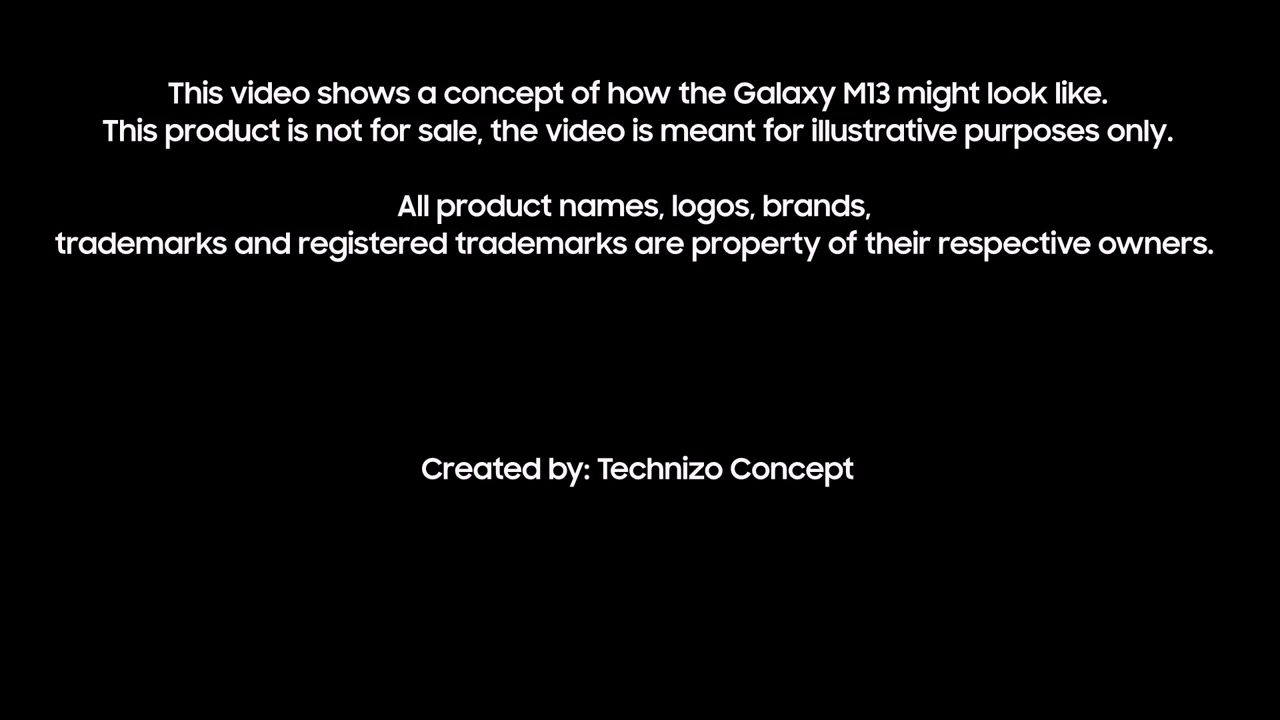 This video shows a concept of how the Galaxy M13 might look like.
This product is not for sale, the video is meant for illustrative purposes only.
All product names, logos, brands,
trademarks and registered trademarks are property of their respective owners.
Created by: Technizo Concept